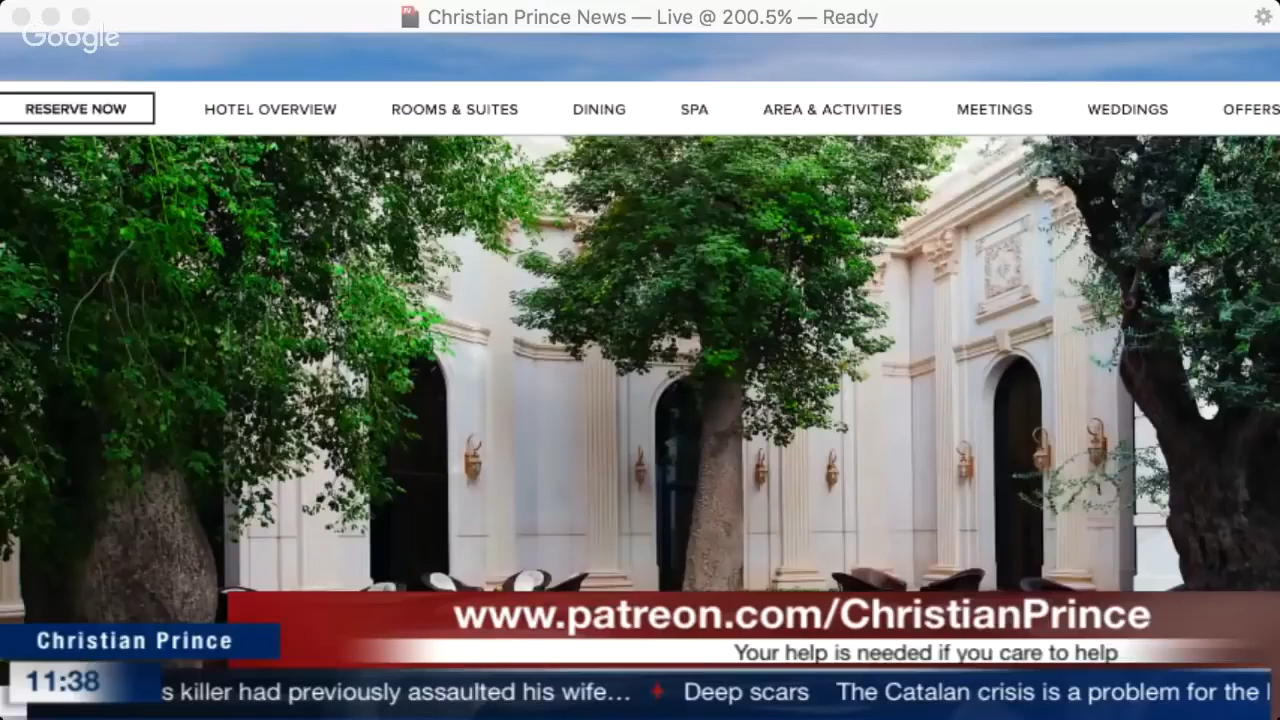 Christian Prince News — Live @ 200.5% — Ready
Google
RESERVE NOW HOTEL OVERVIEW ROOMS & SUITES DINING SPA AREA & ACTIVITIES MEETINGS WEDDINGS OFFERS
www.patreon.com/ChristianPrince
Christian Prince
Your help is needed if you care to help
11:38
s killer had previously assaulted his wife... Deep scars The Catalan crisis is a problem for the